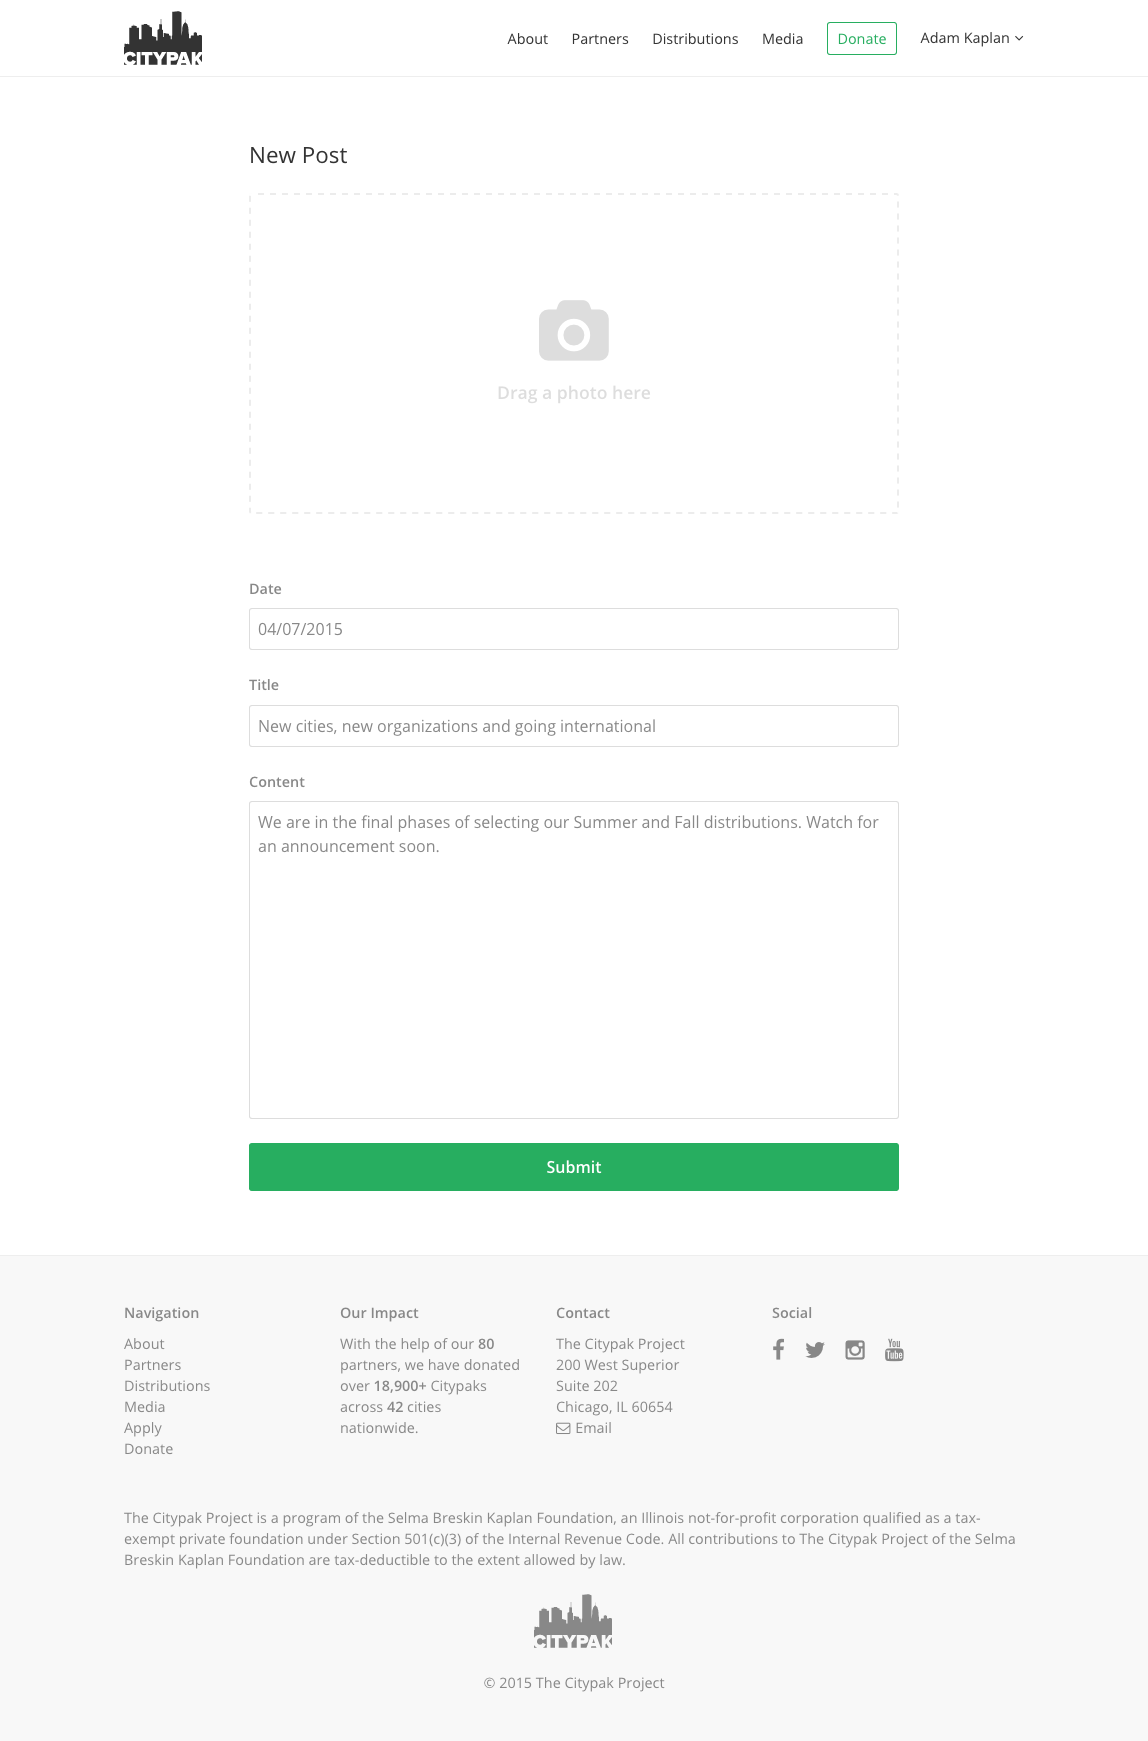 CITYPAK
About Partners Distributions Media Donate Adam Kaplan
New Post
Drag a photo here
Date
04/07/2015
Title
New cities, new organizations and going international
Content
We are in the final phases of selecting our Summer and Fall distributions. Watch for
an announcement soon.
Submit
Navigation
About
Partners
Distributions
Media
Apply
Donate
Our Impact
With the help of our 80
partners, we have donated
over 18,900+ Citypaks
across 42 cities
nationwide.
Contact
The Citypak Project
200 West Superior
Suite 202
Chicago, IL 60654
Email
Social
You
Tube
The Citypak Project is a program of the Selma Breskin Kaplan Foundation, an Illinois not-for-profit corporation qualified as a tax-
exempt private foundation under Section 501(c)(3) of the Internal Revenue Code. All contributions to The Citypak Project of the Selma
Breskin Kaplan Foundation are tax-deductible to the extent allowed by law.
CITYPAK
© 2015 The Citypak Project